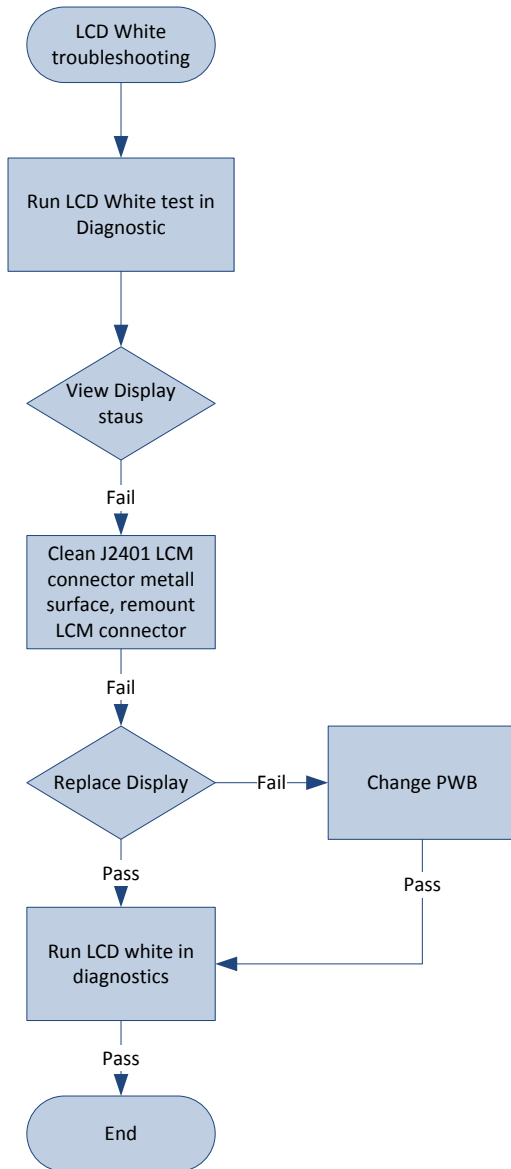 LCD White
troubleshooting
Run LCD White test in
Diagnostic
View Display
staus
Fail
Clean J2401 LCM
connector metall
surface, remount
LCM connector
Fail
Replace Display
Fail
Change PWB
Pass
Pass
Run LCD white in
diagnostics
Pass
End